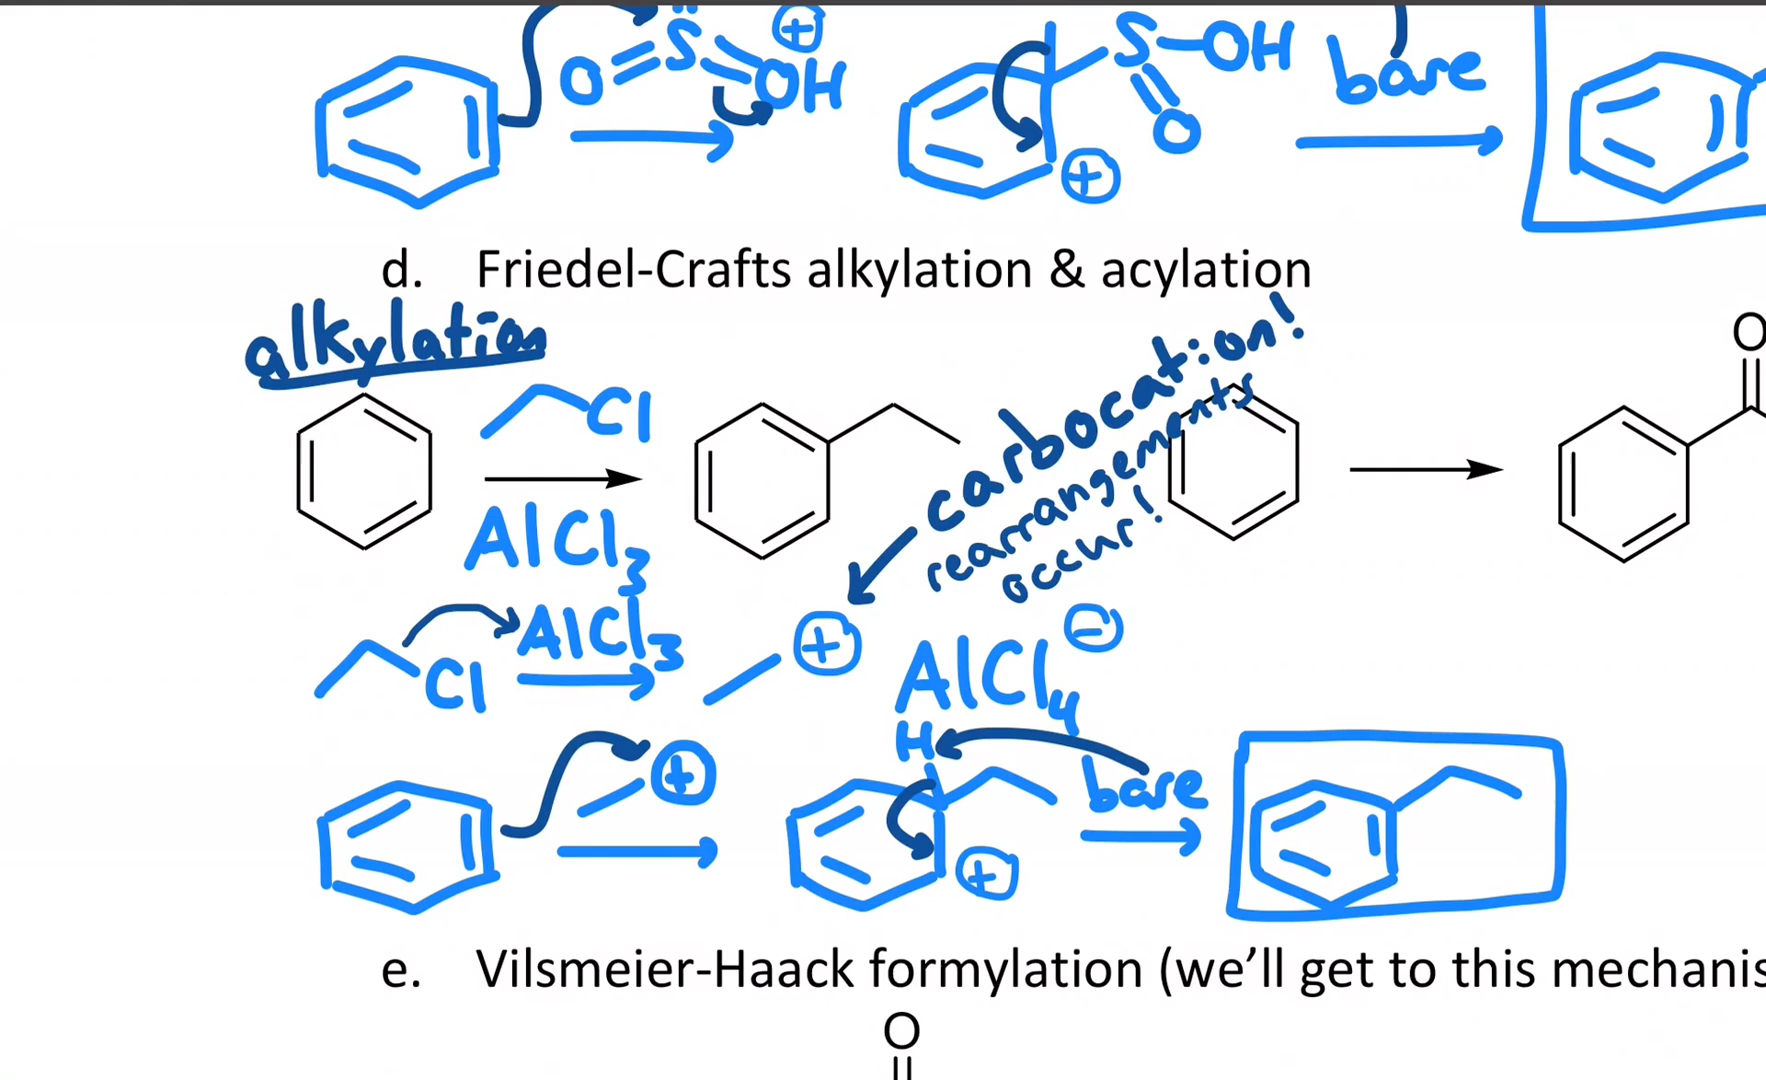 O=S=OH ⊕
S-OH
O
base
⊕
d. Friedel-Crafts alkylation & acylation
alkylation
carbocation!
rearrangements
occur!
Cl
AlCl₃
O
Cl
AlCl₃
⊕
AlCl₄ ⊖
⊕
H
base
⊕
e. Vilsmeier-Haack formylation (we’ll get to this mechanis
O